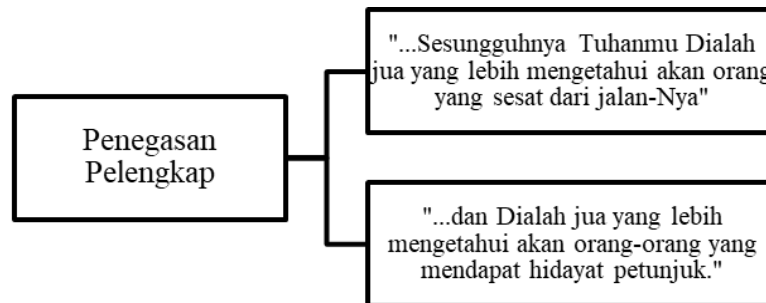 Penegasan
Pelengkap
"...Sesungguhnya Tuhanmu Dialah
jua yang lebih mengetahui akan orang
yang sesat dari jalan-Nya"
"...dan Dialah jua yang lebih
mengetahui akan orang-orang yang
mendapat hidayat petunjuk."